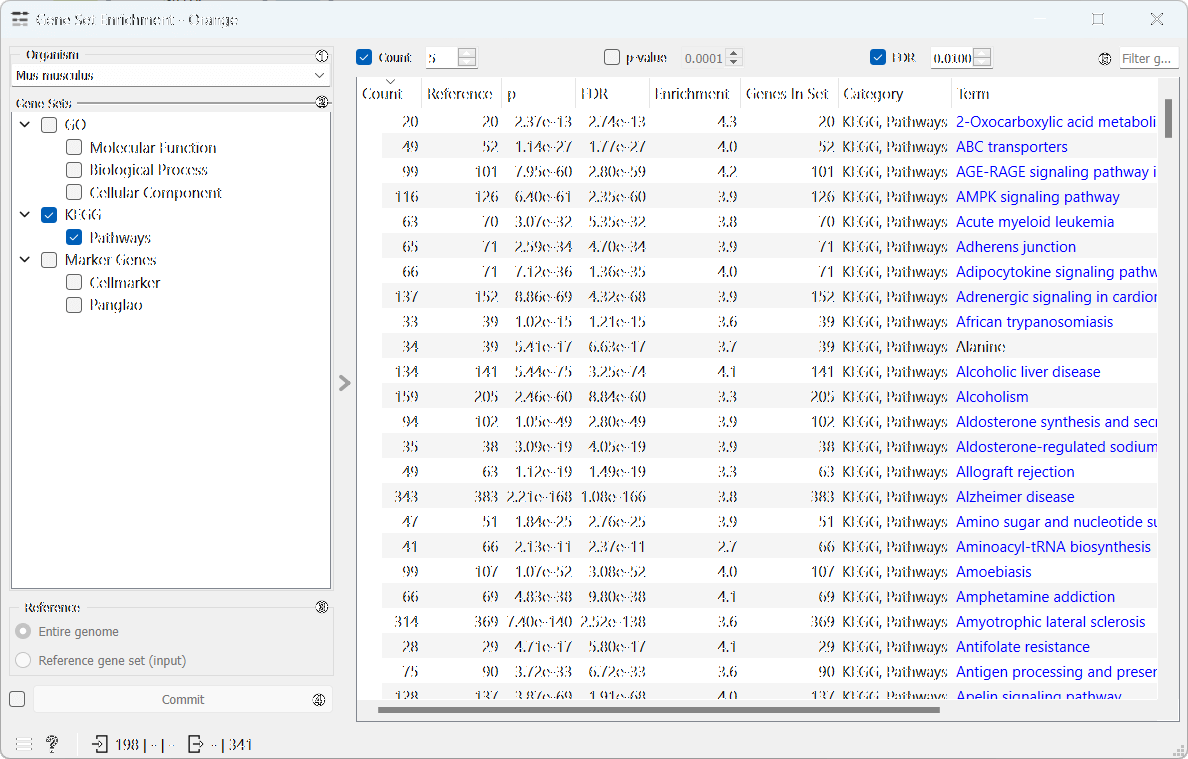 Gene Set Enrichment - Orange
Organism ①
Mus musculus
Gene Sets ②
GO
Molecular Function
Biological Process
Cellular Component
KEGG
Pathways
Marker Genes
Cellmarker
Panglao
Reference ③
Entire genome
Reference gene set (input)
Commit ④
198 | - | - - | 341
Count 5 p-value 0.0001 FDR 0.0100 ⑤ Filter g...
Count Reference p FDR Enrichment Genes In Set Category Term
20 20 2.37e-13 2.74e-13 4.3 20 KEGG, Pathways 2-Oxocarboxylic acid metaboli
49 52 1.14e-27 1.77e-27 4.0 52 KEGG, Pathways ABC transporters
99 101 7.95e-60 2.80e-59 4.2 101 KEGG, Pathways AGE-RAGE signaling pathway i
116 126 6.40e-61 2.35e-60 3.9 126 KEGG, Pathways AMPK signaling pathway
63 70 3.07e-32 5.35e-32 3.8 70 KEGG, Pathways Acute myeloid leukemia
65 71 2.59e-34 4.70e-34 3.9 71 KEGG, Pathways Adherens junction
66 71 7.12e-36 1.36e-35 4.0 71 KEGG, Pathways Adipocytokine signaling pathw
137 152 8.86e-69 4.32e-68 3.9 152 KEGG, Pathways Adrenergic signaling in cardior
33 39 1.02e-15 1.21e-15 3.6 39 KEGG, Pathways African trypanosomiasis
34 39 5.41e-17 6.63e-17 3.7 39 KEGG, Pathways Alanine
134 141 5.44e-75 3.25e-74 4.1 141 KEGG, Pathways Alcoholic liver disease
159 205 2.46e-60 8.84e-60 3.3 205 KEGG, Pathways Alcoholism
94 102 1.05e-49 2.80e-49 3.9 102 KEGG, Pathways Aldosterone synthesis and secr
35 38 3.09e-19 4.05e-19 3.9 38 KEGG, Pathways Aldosterone-regulated sodium
49 63 1.12e-19 1.49e-19 3.3 63 KEGG, Pathways Allograft rejection
343 383 2.21e-168 1.08e-166 3.8 383 KEGG, Pathways Alzheimer disease
47 51 1.84e-25 2.76e-25 3.9 51 KEGG, Pathways Amino sugar and nucleotide su
41 66 2.13e-11 2.37e-11 2.7 66 KEGG, Pathways Aminoacyl-tRNA biosynthesis
99 107 1.07e-52 3.08e-52 4.0 107 KEGG, Pathways Amoebiasis
66 69 4.83e-38 9.80e-38 4.1 69 KEGG, Pathways Amphetamine addiction
314 369 7.40e-140 2.52e-138 3.6 369 KEGG, Pathways Amyotrophic lateral sclerosis
28 29 4.71e-17 5.80e-17 4.1 29 KEGG, Pathways Antifolate resistance
75 90 3.72e-33 6.72e-33 3.6 90 KEGG, Pathways Antigen processing and preser
128 137 3.87e-69 1.91e-68 4.0 137 KEGG, Pathways Apelin signaling pathway